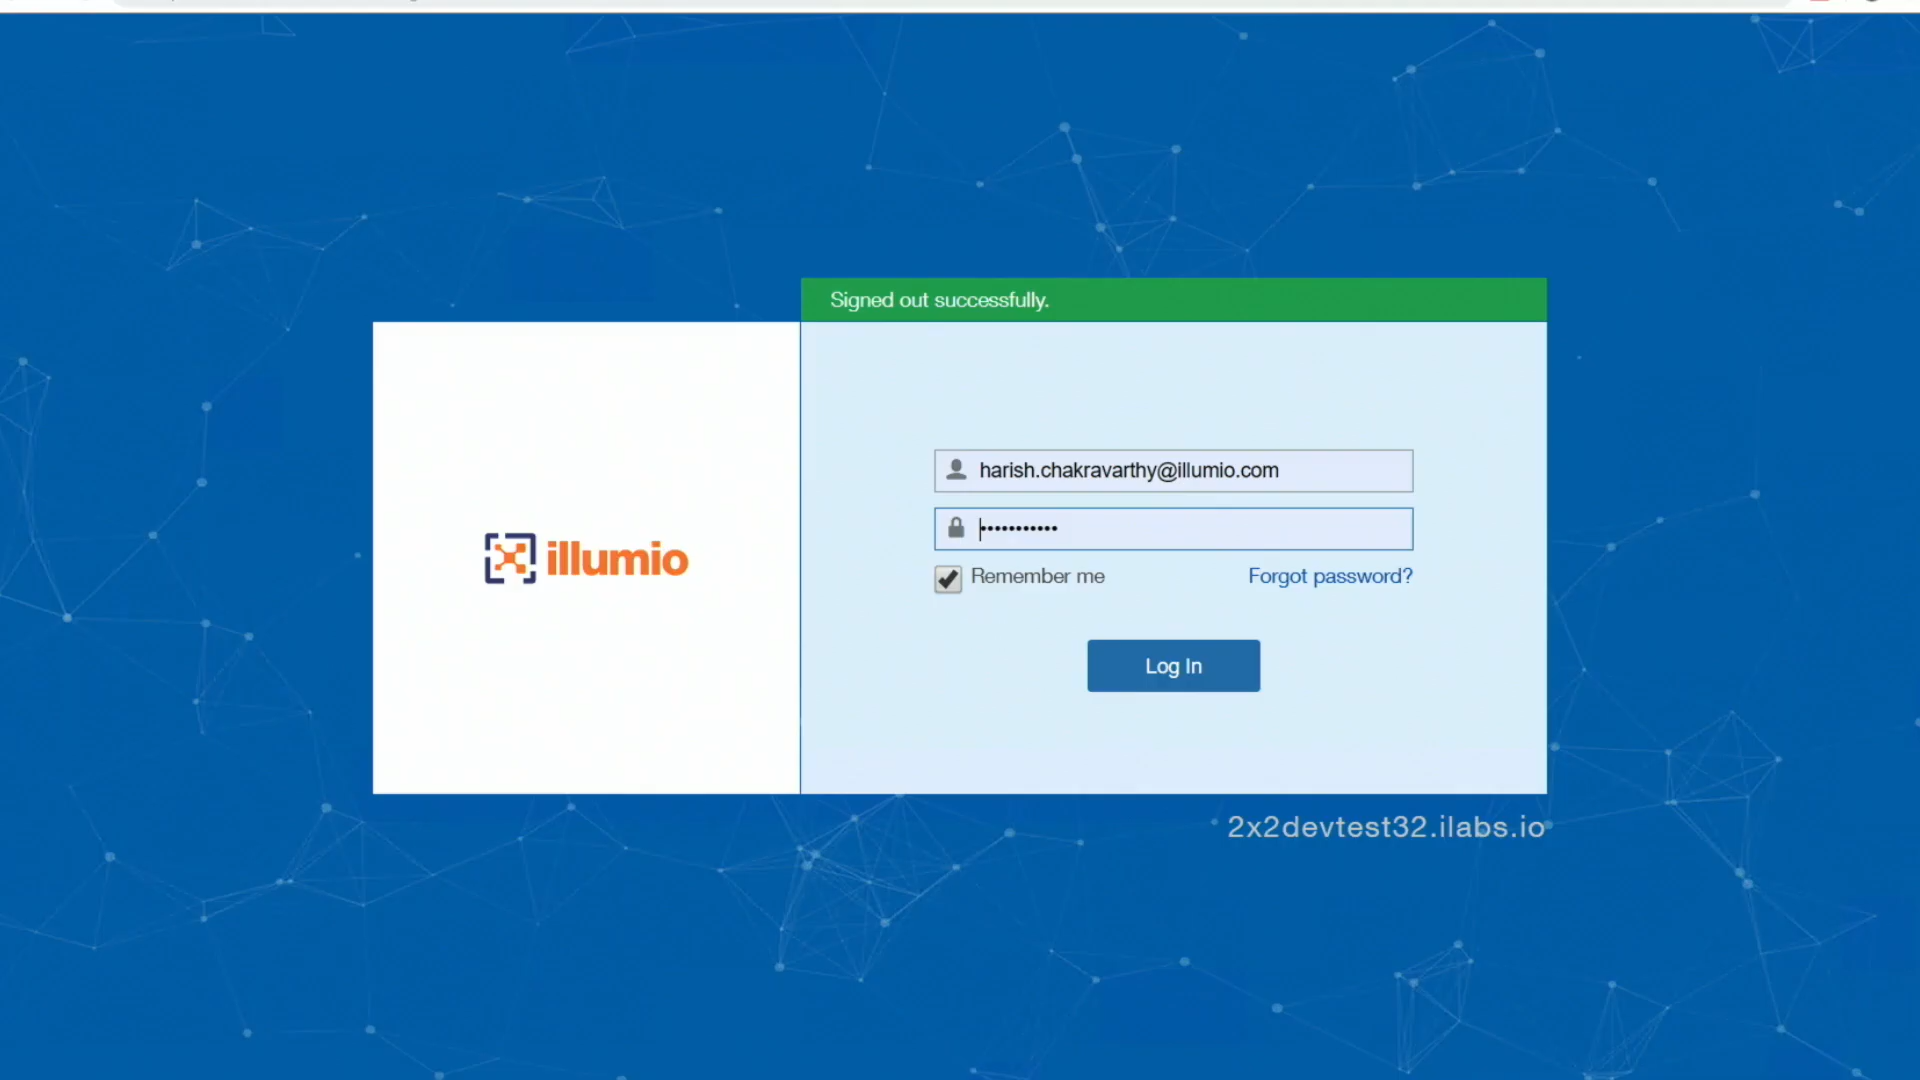 Signed out successfully.
illumio
harish.chakravarthy@illumio.com
•••••••••••
Remember me
Forgot password?
Log In
2x2devtest32.ilabs.io